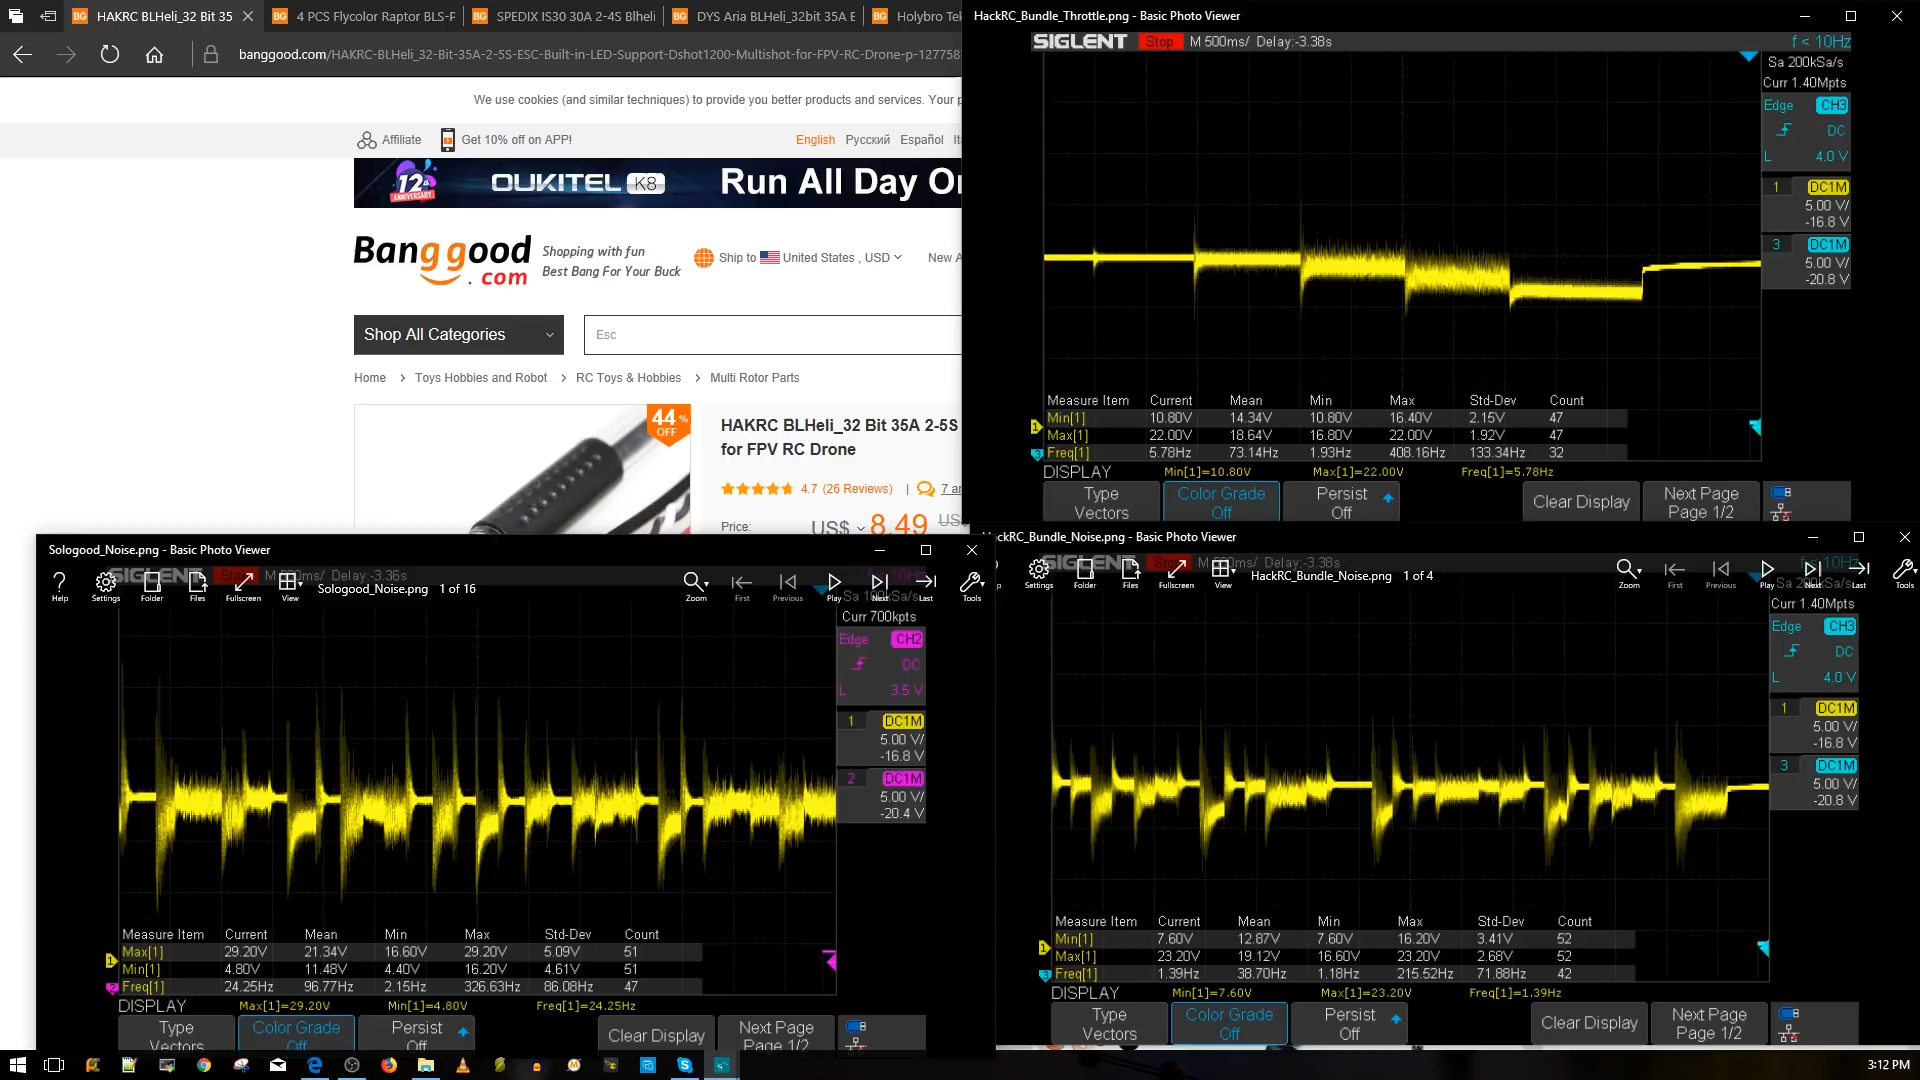 HAKRC BLHeli_32 Bit 35
4 PCS Flycolor Raptor BLS-P
SPEDIX IS30 30A 2-4S Blheli
DYS Aria BLHeli_32bit 35A E
Holybro Tek
banggood.com/HAKRC-BLHeli_32-Bit-35A-2-5S-ESC-Built-in-LED-Support-Dshot1200-Multishot-for-FPV-RC-Drone-p-127758
We use cookies (and similar techniques) to provide you better products and services. Your p
Affiliate
Get 10% off on APP!
English Русский Español It
12th ANNIVERSARY
OUKITEL K8
Run All Day On
Banggood.com
Shopping with fun
Best Bang For Your Buck
Ship to United States , USD
New A
Shop All Categories
Esc
Home > Toys Hobbies and Robot > RC Toys & Hobbies > Multi Rotor Parts
44% OFF
HAKRC BLHeli_32 Bit 35A 2-5S
for FPV RC Drone
4.7 (26 Reviews) | 7 an
Price: US$ 8.49 US
HackRC_Bundle_Throttle.png - Basic Photo Viewer
SIGLENT Stop M 500ms/ Delay:-3.38s f < 10Hz
Sa 200kSa/s
Curr 1.40Mpts
Edge CH3
DC
L 4.0 V
1 DC1M
5.00 V/
-16.8 V
3 DC1M
5.00 V/
-20.8 V
Measure Item Current Mean Min Max Std-Dev Count
Min[1] 10.80V 14.34V 10.80V 16.40V 2.15V 47
Max[1] 22.00V 18.64V 16.80V 22.00V 1.92V 47
Freq[1] 5.78Hz 73.14Hz 1.93Hz 408.16Hz 133.34Hz 32
DISPLAY Min[1]=10.80V Max[1]=22.00V Freq[1]=5.78Hz
Type Vectors
Color Grade Off
Persist Off
Clear Display
Next Page Page 1/2
Sologood_Noise.png - Basic Photo Viewer
SIGLENT Stop M 500ms/ Delay:-3.36s
Help Settings Folder Files Fullscreen View
Sologood_Noise.png 1 of 16
Zoom First Previous Play Next Last Tools
Sa 100kSa/s
Curr 700kpts
Edge CH2
DC
L 3.5 V
1 DC1M
5.00 V/
-16.8 V
2 DC1M
5.00 V/
-20.4 V
Measure Item Current Mean Min Max Std-Dev Count
Max[1] 29.20V 21.34V 16.60V 29.20V 5.09V 51
Min[1] 4.80V 11.48V 4.40V 16.20V 4.61V 51
Freq[1] 24.25Hz 96.77Hz 2.15Hz 326.63Hz 86.08Hz 47
DISPLAY Max[1]=29.20V Min[1]=4.80V Freq[1]=24.25Hz
Type Vectors
Color Grade Off
Persist Off
Clear Display
Next Page Page 1/2
HackRC_Bundle_Noise.png - Basic Photo Viewer
SIGLENT Stop M 500ms/ Delay:-3.38s f < 10Hz
Settings Folder Files Fullscreen View
HackRC_Bundle_Noise.png 1 of 4
Zoom First Previous Play Next Last Tools
Sa 200kSa/s
Curr 1.40Mpts
Edge CH3
DC
L 4.0 V
1 DC1M
5.00 V/
-16.8 V
3 DC1M
5.00 V/
-20.8 V
Measure Item Current Mean Min Max Std-Dev Count
Min[1] 7.60V 12.87V 7.60V 16.20V 3.41V 52
Max[1] 23.20V 19.12V 16.60V 23.20V 2.68V 52
Freq[1] 1.39Hz 38.70Hz 1.18Hz 215.52Hz 71.88Hz 42
DISPLAY Min[1]=7.60V Max[1]=23.20V Freq[1]=1.39Hz
Type Vectors
Color Grade Off
Persist Off
Clear Display
Next Page Page 1/2
3:12 PM